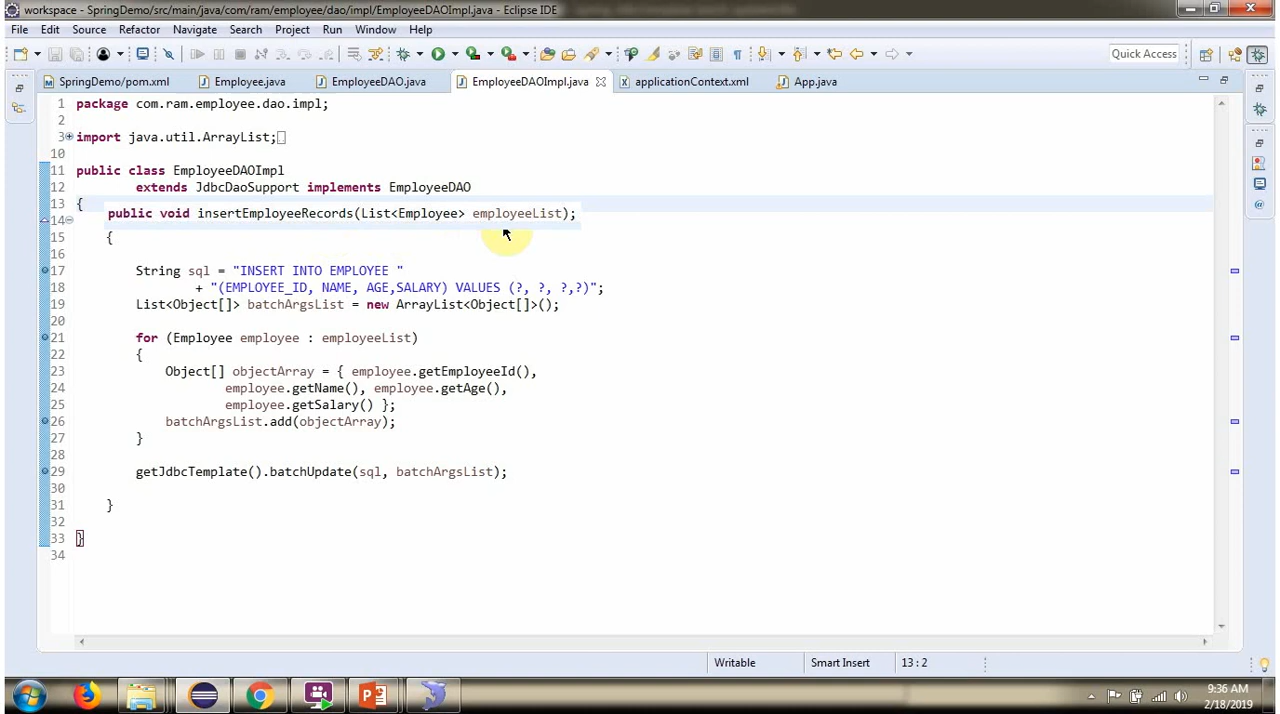 workspace - SpringDemo/src/main/java/com/ram/employee/dao/impl/EmployeeDAOImpl.java - Eclipse IDE
File Edit Source Refactor Navigate Search Project Run Window Help
Quick Access
SpringDemo/pom.xml Employee.java EmployeeDAO.java EmployeeDAOImpl.java applicationContext.xml App.java
1 package com.ram.employee.dao.impl;
2
3 import java.util.ArrayList;
10
11 public class EmployeeDAOImpl
12 extends JdbcDaoSupport implements EmployeeDAO
13 {
14 public void insertEmployeeRecords(List<Employee> employeeList);
15 {
16
17 String sql = "INSERT INTO EMPLOYEE "
18 + "(EMPLOYEE_ID, NAME, AGE,SALARY) VALUES (?, ?, ?,?)";
19 List<Object[]> batchArgsList = new ArrayList<Object[]>();
20
21 for (Employee employee : employeeList)
22 {
23 Object[] objectArray = { employee.getEmployeeId(),
24 employee.getName(), employee.getAge(),
25 employee.getSalary() };
26 batchArgsList.add(objectArray);
27 }
28
29 getJdbcTemplate().batchUpdate(sql, batchArgsList);
30
31 }
32
33 }
34
Writable Smart Insert 13 : 2
9:36 AM
2/18/2019